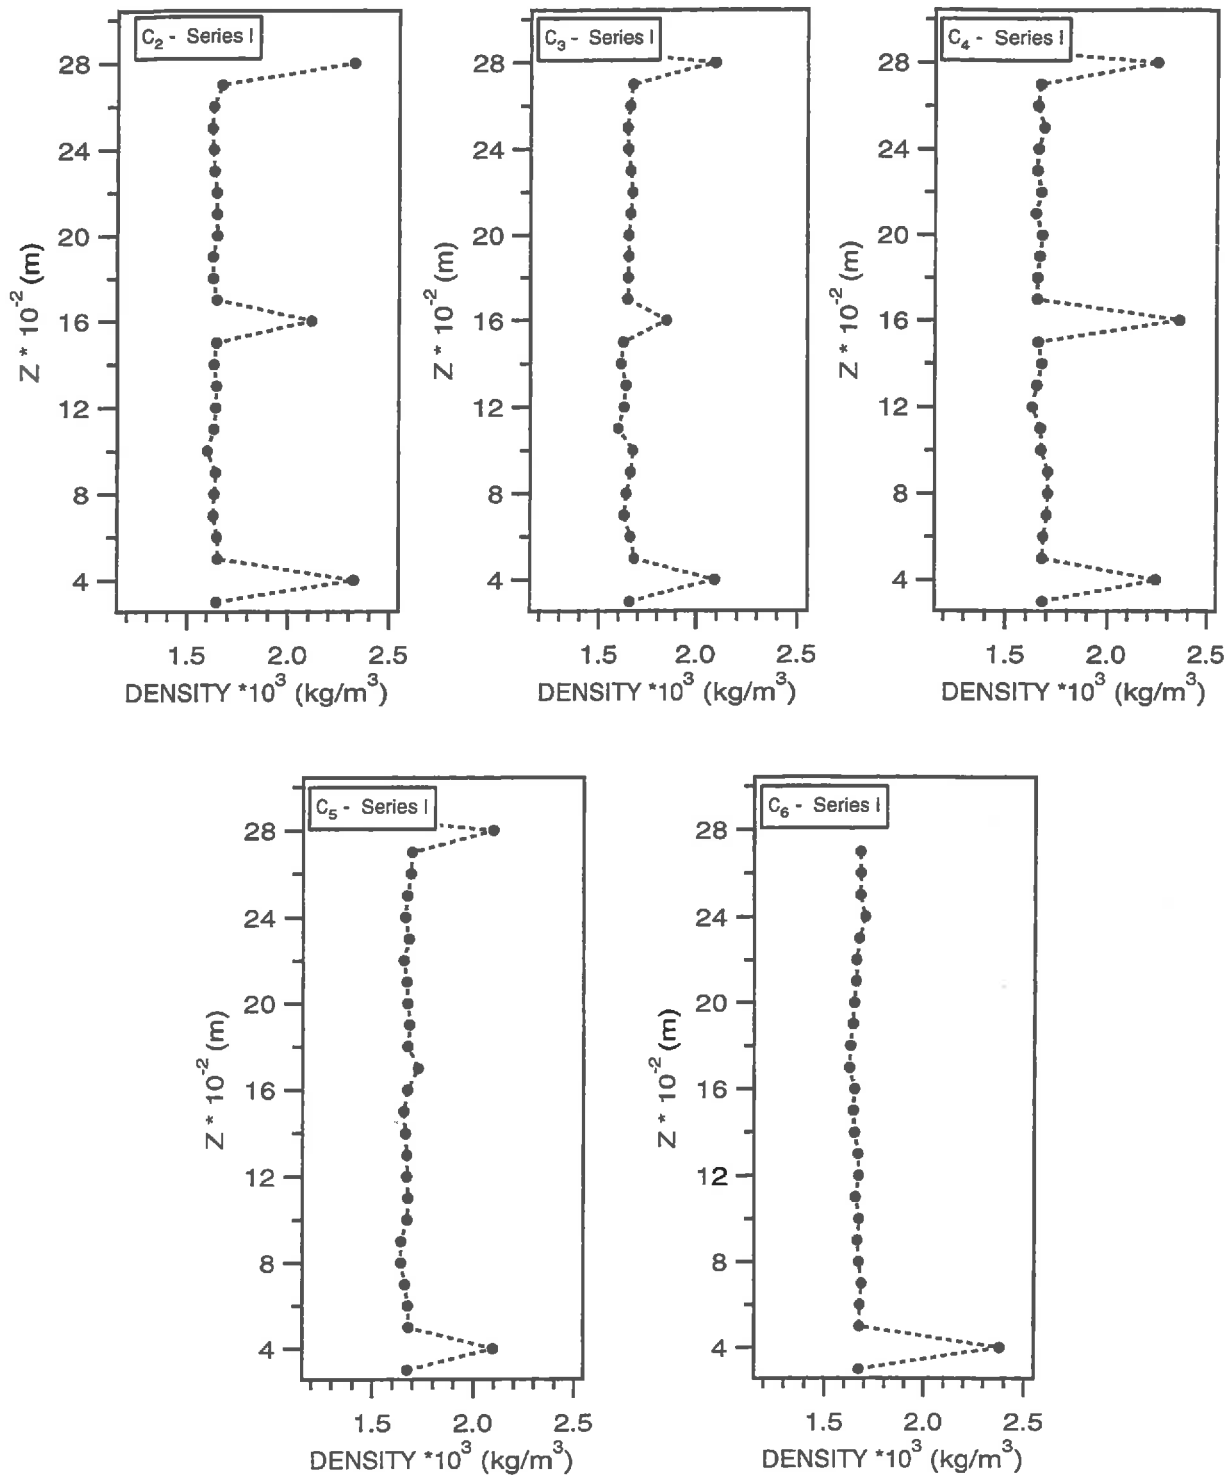 C2 - Series I
28
24
20
16
12
8
4
Z * 10^-2 (m)
1.5 2.0 2.5
DENSITY *10^3 (kg/m^3)
C3 - Series I
28
24
20
16
12
8
4
Z * 10^-2 (m)
1.5 2.0 2.5
DENSITY *10^3 (kg/m^3)
C4 - Series I
28
24
20
16
12
8
4
Z * 10^-2 (m)
1.5 2.0 2.5
DENSITY *10^3 (kg/m^3)
C5 - Series I
28
24
20
16
12
8
4
Z * 10^-2 (m)
1.5 2.0 2.5
DENSITY *10^3 (kg/m^3)
C6 - Series I
28
24
20
16
12
8
4
Z * 10^-2 (m)
1.5 2.0 2.5
DENSITY *10^3 (kg/m^3)